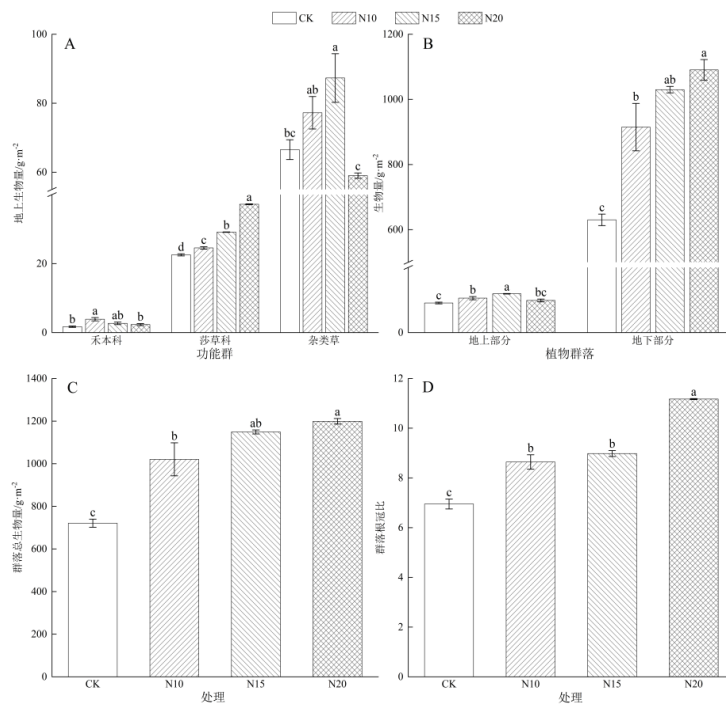 CK N10 N15 N20
A
100
80
60
20
0
地上生物量/g·m-2
b a ab b
d c b a
bc ab a c
禾本科 莎草科 杂类草
功能群
B
1000
800
600
0
生物量/g·m-2
c b a bc
c b ab a
地上部分 地下部分
植物群落
C
1400
1200
1000
800
600
400
200
0
群落总生物量/g·m-2
c b ab a
CK N10 N15 N20
处理
D
12
10
8
6
4
2
0
群落根冠比
c b b a
CK N10 N15 N20
处理